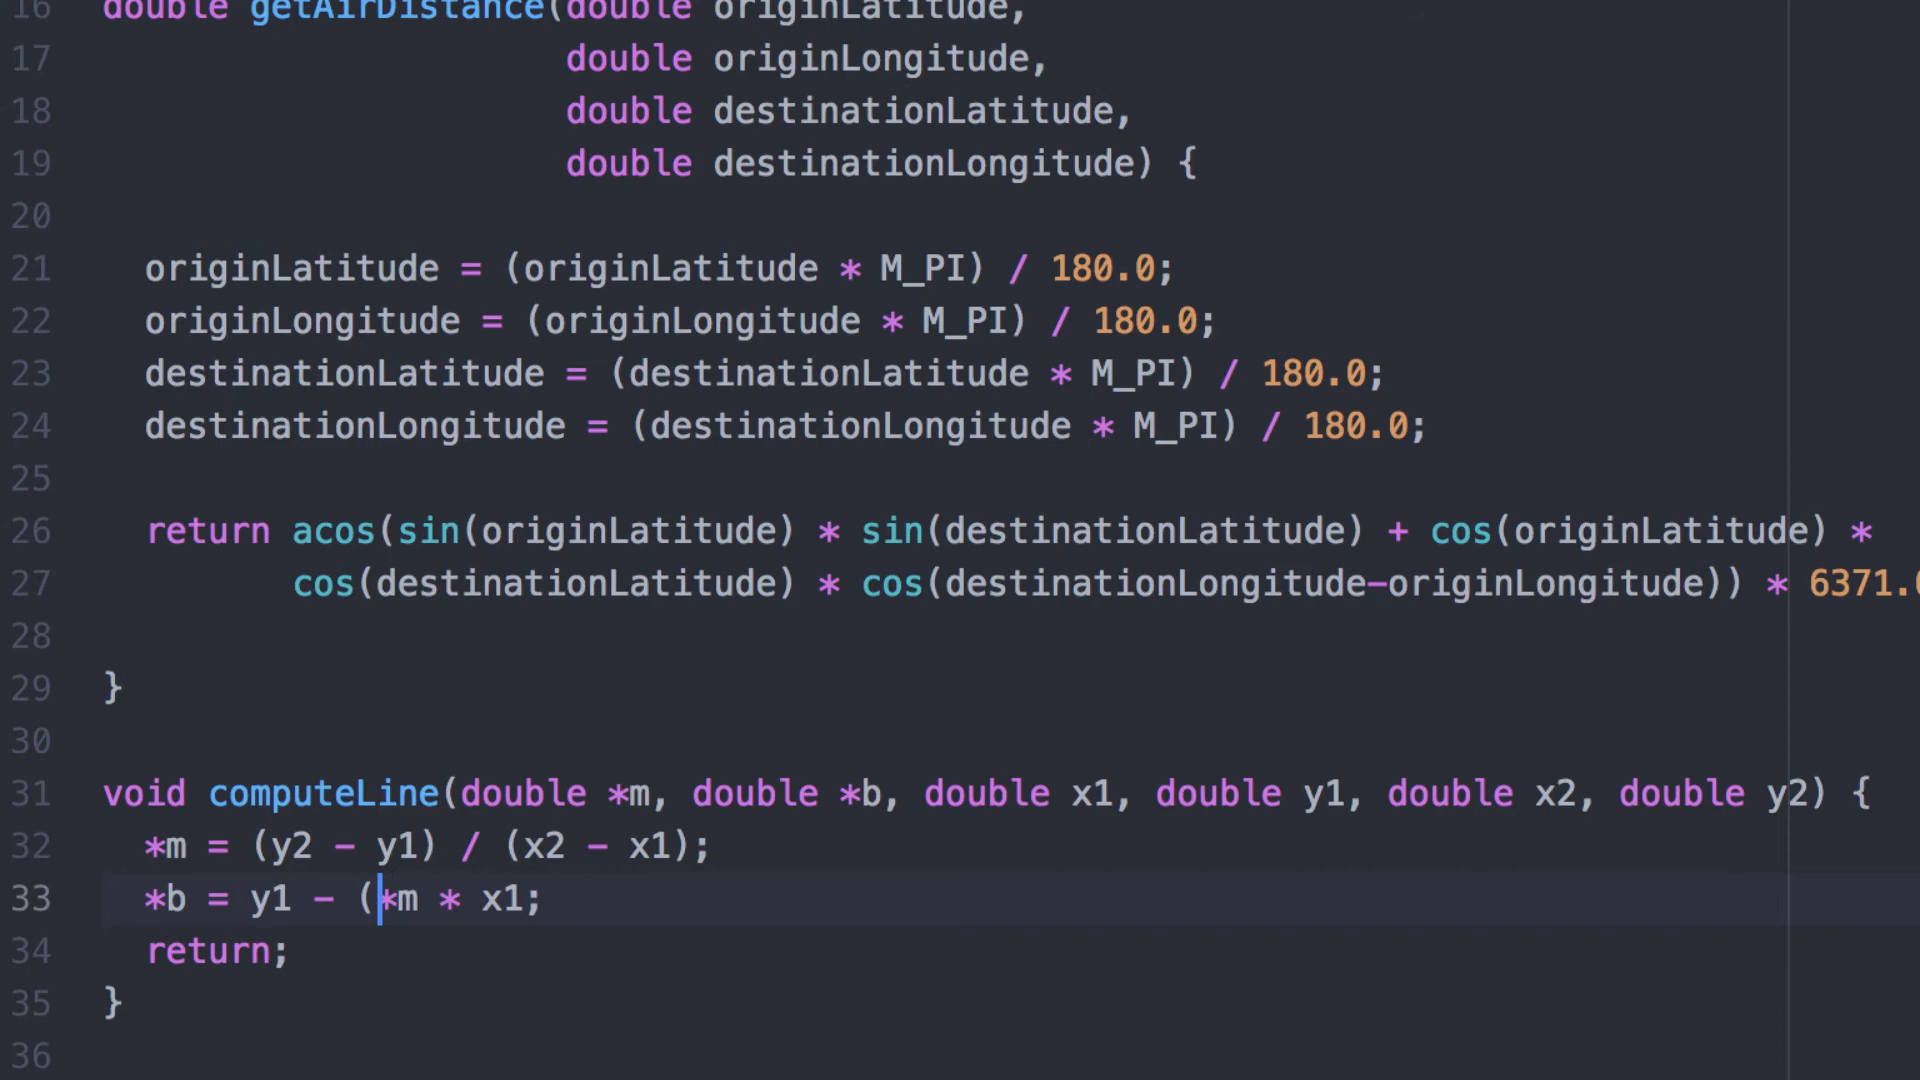 16 double getAirDistance(double originLatitude,
17 double originLongitude,
18 double destinationLatitude,
19 double destinationLongitude) {
20
21 originLatitude = (originLatitude * M_PI) / 180.0;
22 originLongitude = (originLongitude * M_PI) / 180.0;
23 destinationLatitude = (destinationLatitude * M_PI) / 180.0;
24 destinationLongitude = (destinationLongitude * M_PI) / 180.0;
25
26 return acos(sin(originLatitude) * sin(destinationLatitude) + cos(originLatitude) *
27 cos(destinationLatitude) * cos(destinationLongitude-originLongitude)) * 6371.0
28
29 }
30
31 void computeLine(double *m, double *b, double x1, double y1, double x2, double y2) {
32 *m = (y2 - y1) / (x2 - x1);
33 *b = y1 - (*m * x1;
34 return;
35 }
36